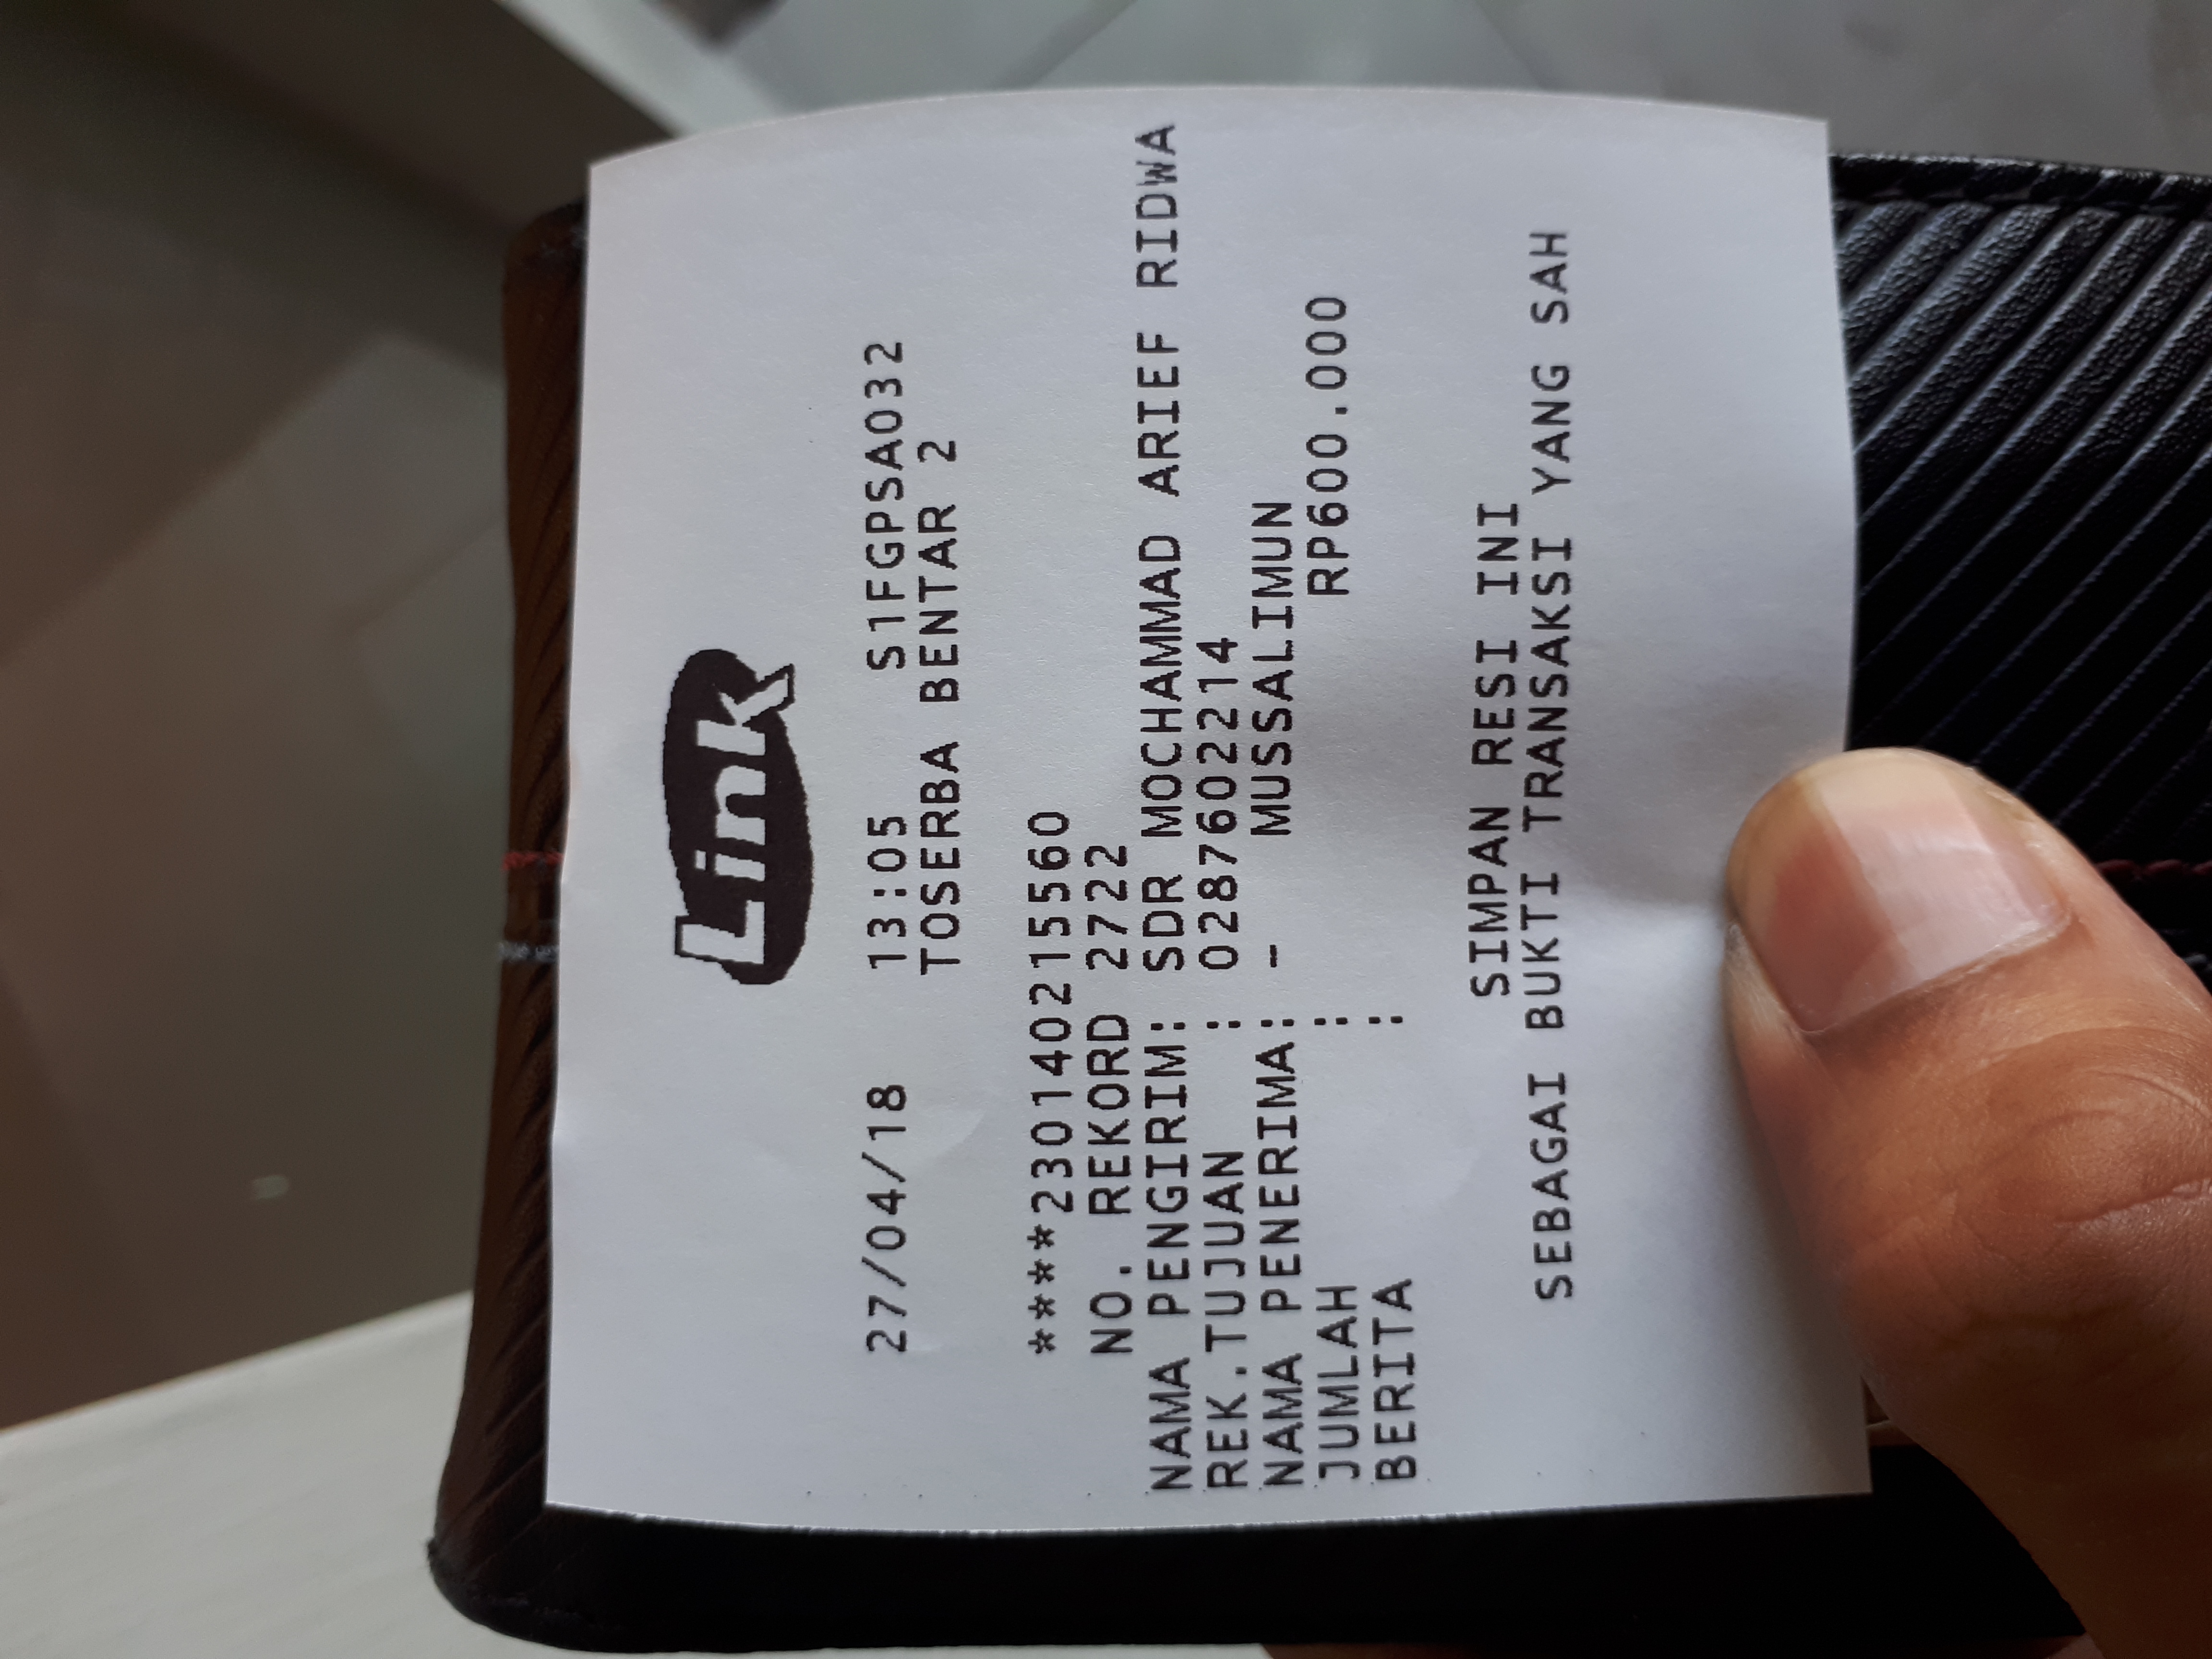 Link
27/04/18 13:05 S1FGPSA032
TOSERBA BENTAR 2
****230140215560
NO. REKORD 2722
NAMA PENGIRIM: SDR MOCHAMMAD ARIEF RIDWA
REK.TUJUAN : 0287602214
NAMA PENERIMA: - MUSSALIMUN
JUMLAH : RP600.000
BERITA :
SIMPAN RESI INI
SEBAGAI BUKTI TRANSAKSI YANG SAH